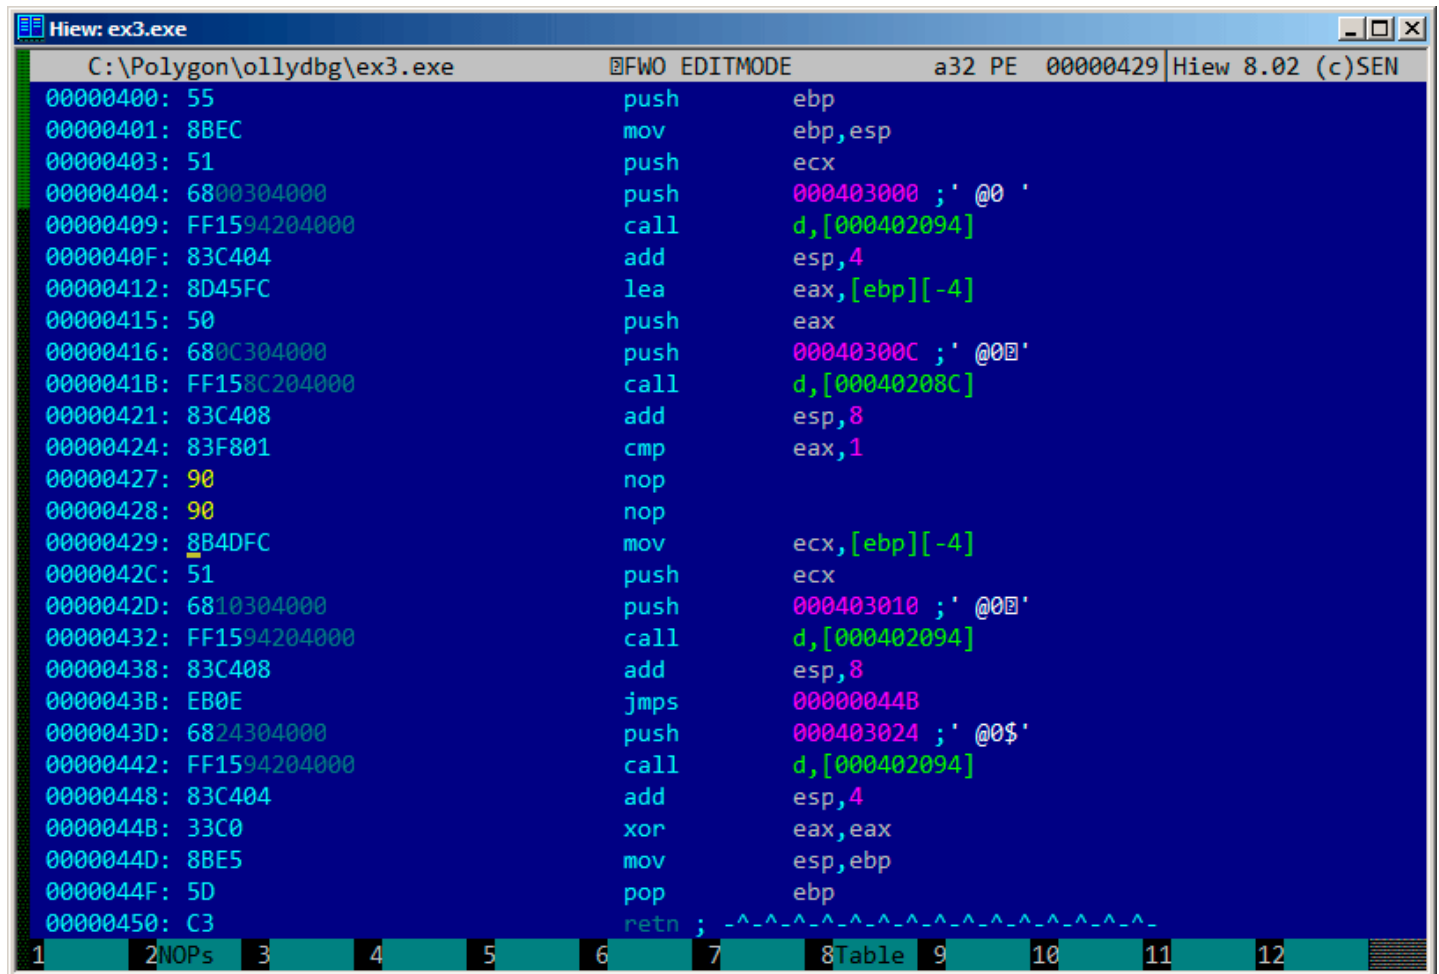 Hiew: ex3.exe
C:\Polygon\ollydbg\ex3.exe FWO EDITMODE a32 PE 00000429|Hiew 8.02 (c)SEN
00000400: 55 push ebp
00000401: 8BEC mov ebp,esp
00000403: 51 push ecx
00000404: 6800304000 push 000403000 ;' @0 '
00000409: FF1594204000 call d,[000402094]
0000040F: 83C404 add esp,4
00000412: 8D45FC lea eax,[ebp][-4]
00000415: 50 push eax
00000416: 680C304000 push 00040300C ;' @0⍰'
0000041B: FF158C204000 call d,[00040208C]
00000421: 83C408 add esp,8
00000424: 83F801 cmp eax,1
00000427: 90 nop
00000428: 90 nop
00000429: 8B4DFC mov ecx,[ebp][-4]
0000042C: 51 push ecx
0000042D: 6810304000 push 000403010 ;' @0⍰'
00000432: FF1594204000 call d,[000402094]
00000438: 83C408 add esp,8
0000043B: EB0E jmps 00000044B
0000043D: 6824304000 push 000403024 ;' @0$'
00000442: FF1594204000 call d,[000402094]
00000448: 83C404 add esp,4
0000044B: 33C0 xor eax,eax
0000044D: 8BE5 mov esp,ebp
0000044F: 5D pop ebp
00000450: C3 retn ; -^-^-^-^-^-^-^-^-^-^-^-^-^-^-^-
1 2NOPs 3 4 5 6 7 8Table 9 10 11 12